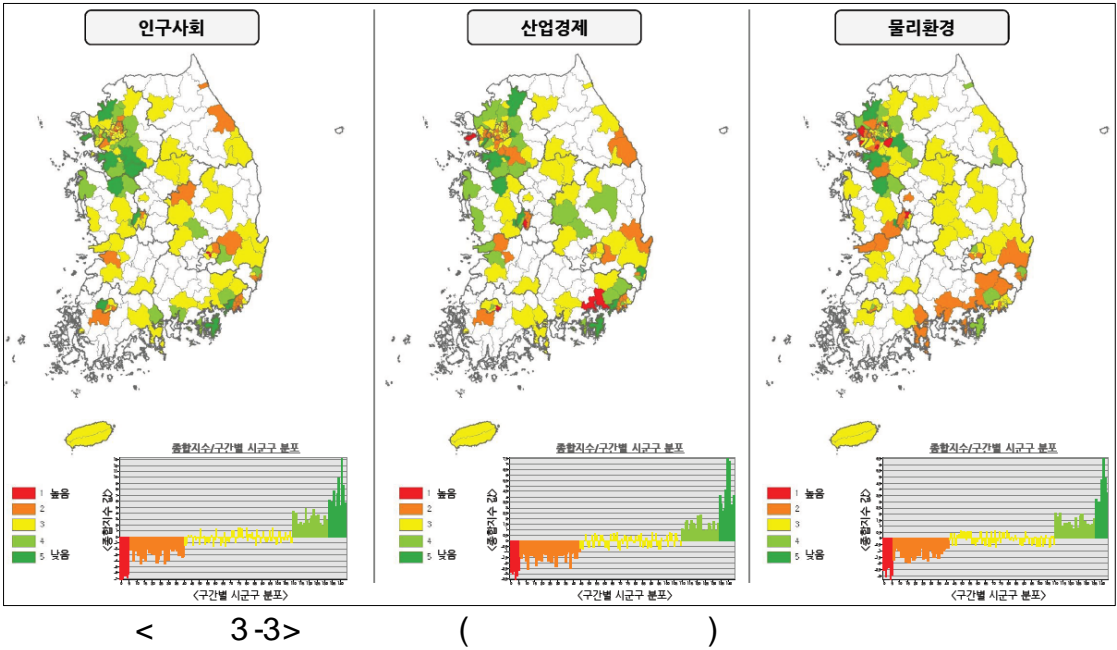 인구사회
산업경제
물리환경
종합지수/구간별 시군구 분포
<종합지수 값>
1 높음
2
3
4
5 낮음
<구간별 시군구 분포>
종합지수/구간별 시군구 분포
<종합지수 값>
1 높음
2
3
4
5 낮음
<구간별 시군구 분포>
종합지수/구간별 시군구 분포
<종합지수 값>
1 높음
2
3
4
5 낮음
<구간별 시군구 분포>
< 3-3> ( )